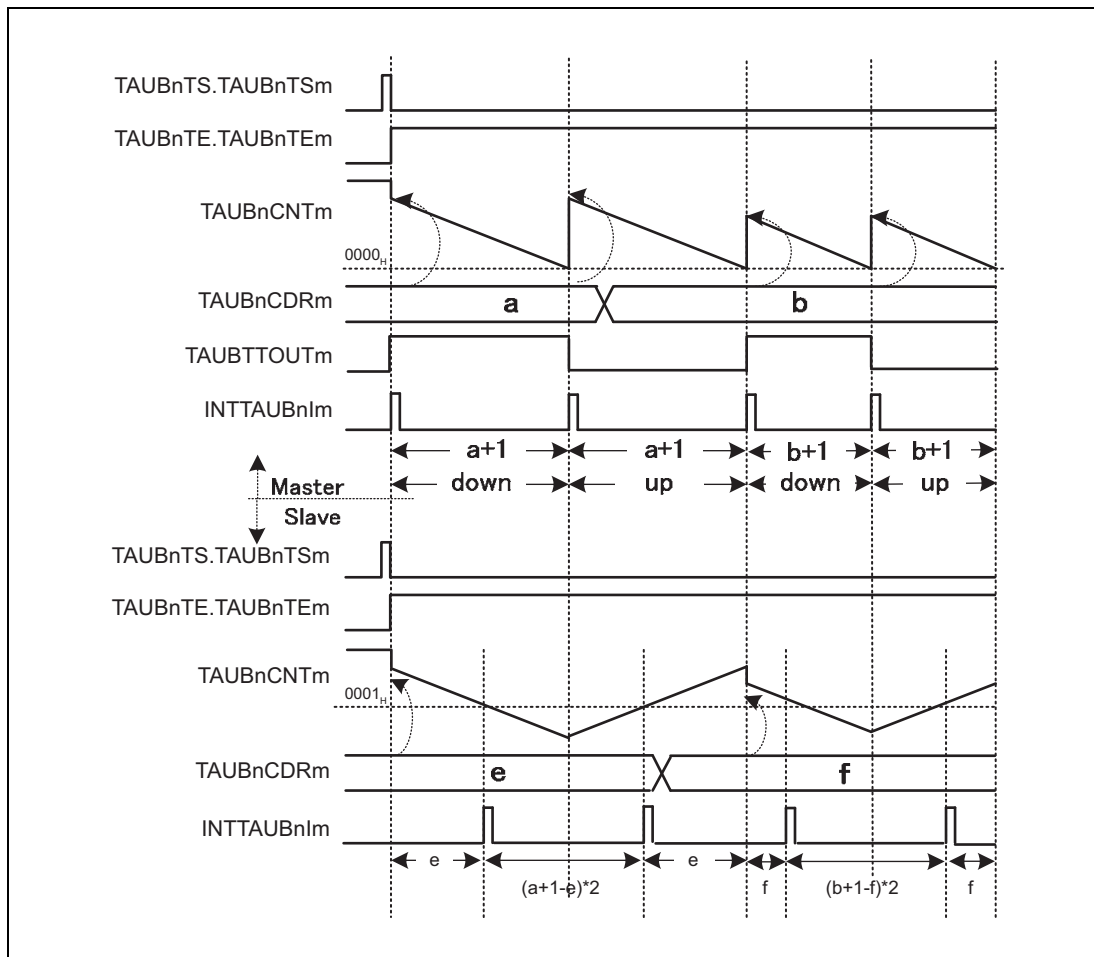 TAUBnTS.TAUBnTSm
TAUBnTE.TAUBnTEm
TAUBnCNTm
0000H
TAUBnCDRm
a
b
TAUBTTOUTm
INTTAUBnIm
a+1
a+1
b+1
b+1
Master
down
up
down
up
Slave
TAUBnTS.TAUBnTSm
TAUBnTE.TAUBnTEm
TAUBnCNTm
0001H
TAUBnCDRm
e
f
INTTAUBnIm
e
(a+1-e)*2
e
f
(b+1-f)*2
f